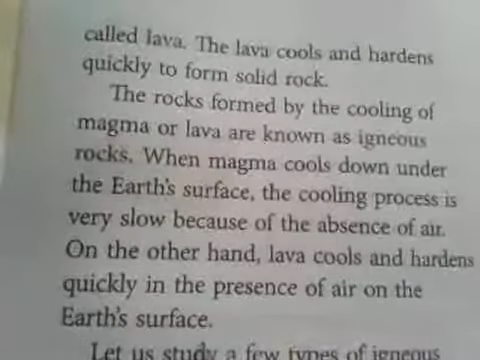 called lava. The lava cools and hardens
quickly to form solid rock.
The rocks formed by the cooling of
magma or lava are known as igneous
rocks. When magma cools down under
the Earth's surface, the cooling process is
very slow because of the absence of air.
On the other hand, lava cools and hardens
quickly in the presence of air on the
Earth's surface.
Let us study a few types of igneous